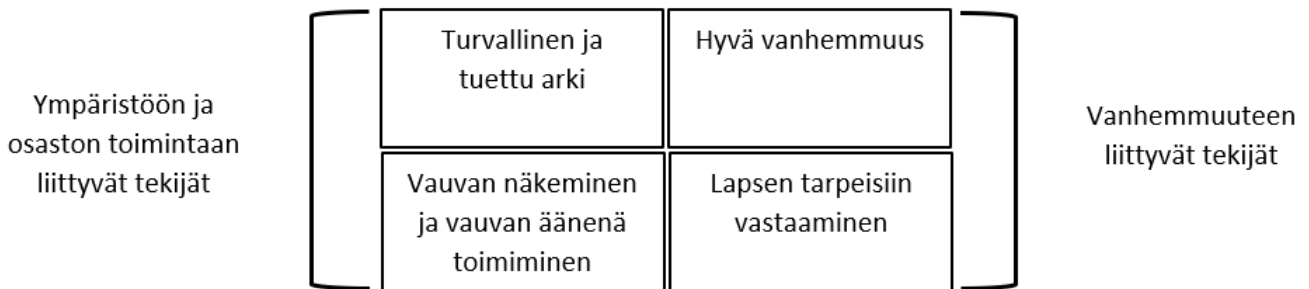 Ympäristöön ja
osaston toimintaan
liittyvät tekijät
Turvallinen ja
tuettu arki
Hyvä vanhemmuus
Vauvan näkeminen
ja vauvan äänenä
toimiminen
Lapsen tarpeisiin
vastaaminen
Vanhemmuuteen
liittyvät tekijät